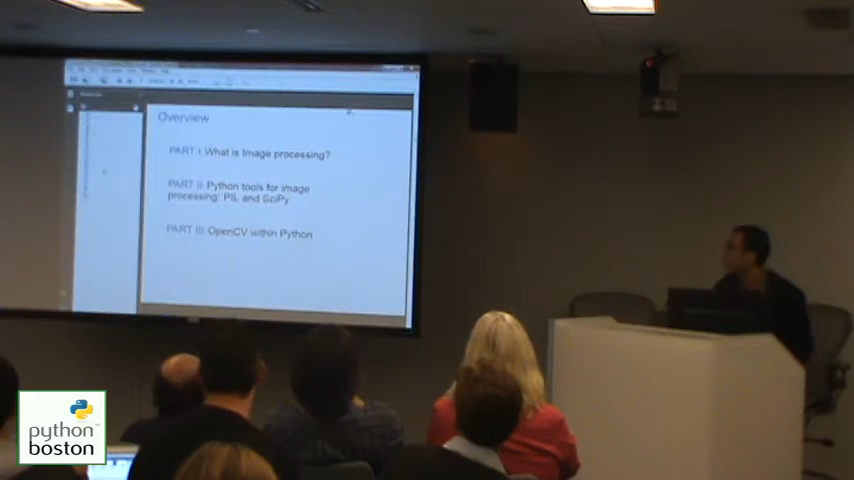 Overview
PART I What is Image processing?
PART II Python tools for image
processing: PIL and SciPy
PART III OpenCV within Python
python™
boston